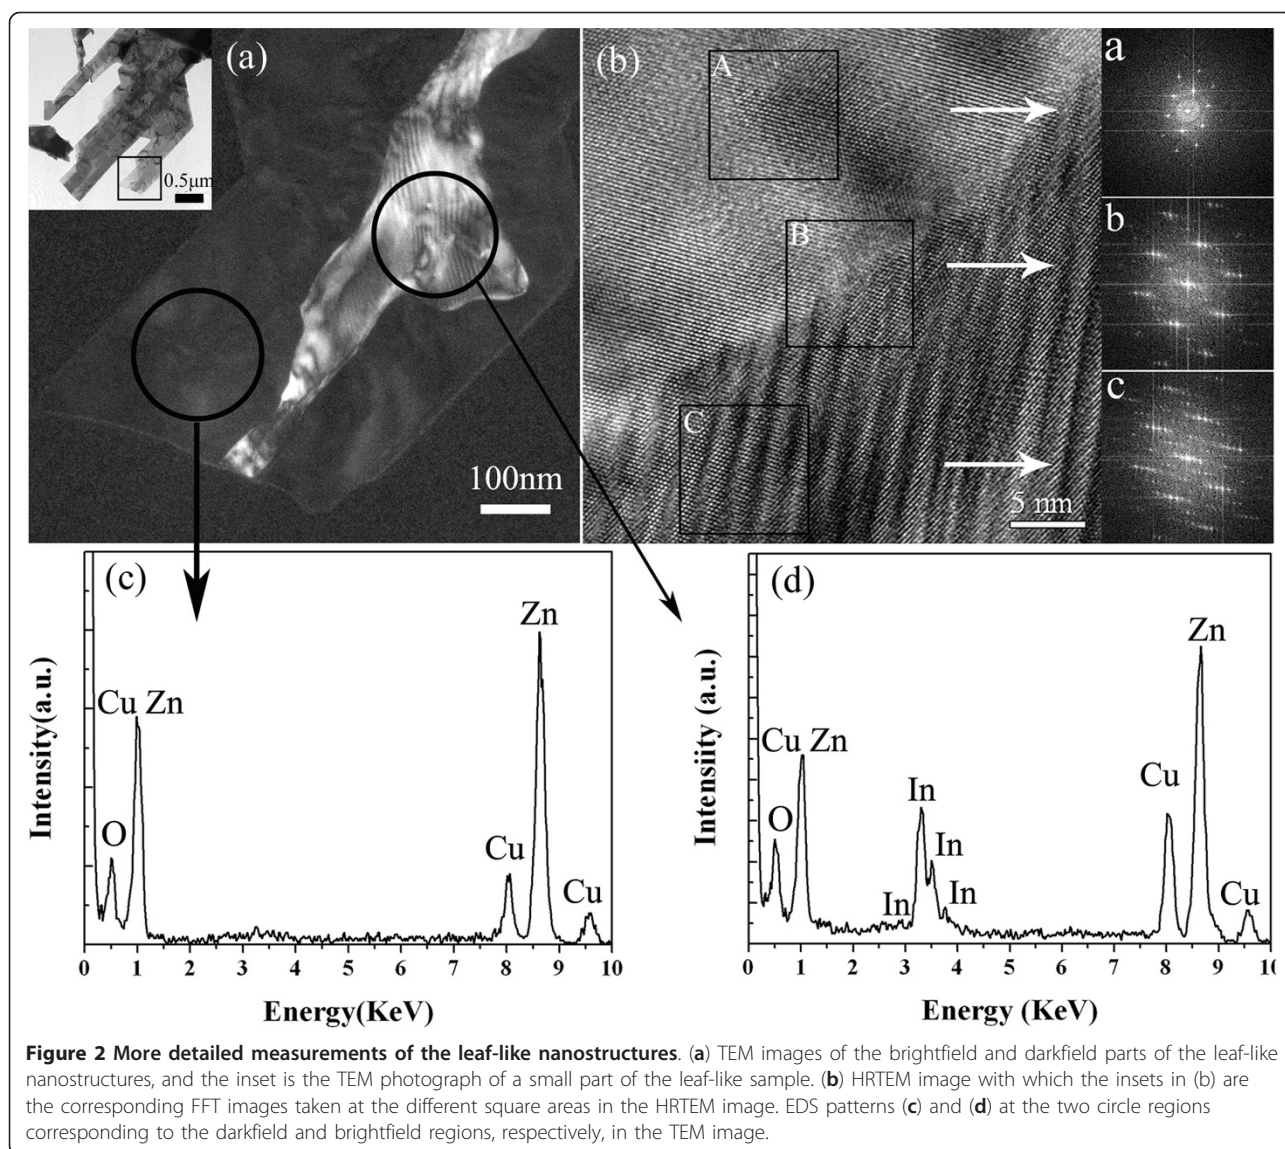 (a)
0.5μm
100nm
(b)
A
B
C
5 nm
a
b
c
(c)
Zn
Cu Zn
O
Cu
Cu
Intensity(a.u.)
0 1 2 3 4 5 6 7 8 9 10
Energy(KeV)
(d)
Zn
Cu Zn
Cu
In
O
In
In
In
Cu
Intensiity (a.u.)
0 1 2 3 4 5 6 7 8 9 10
Energy (KeV)
Figure 2 More detailed measurements of the leaf-like nanostructures. (a) TEM images of the brightfield and darkfield parts of the leaf-like
nanostructures, and the inset is the TEM photograph of a small part of the leaf-like sample. (b) HRTEM image with which the insets in (b) are
the corresponding FFT images taken at the different square areas in the HRTEM image. EDS patterns (c) and (d) at the two circle regions
corresponding to the darkfield and brightfield regions, respectively, in the TEM image.